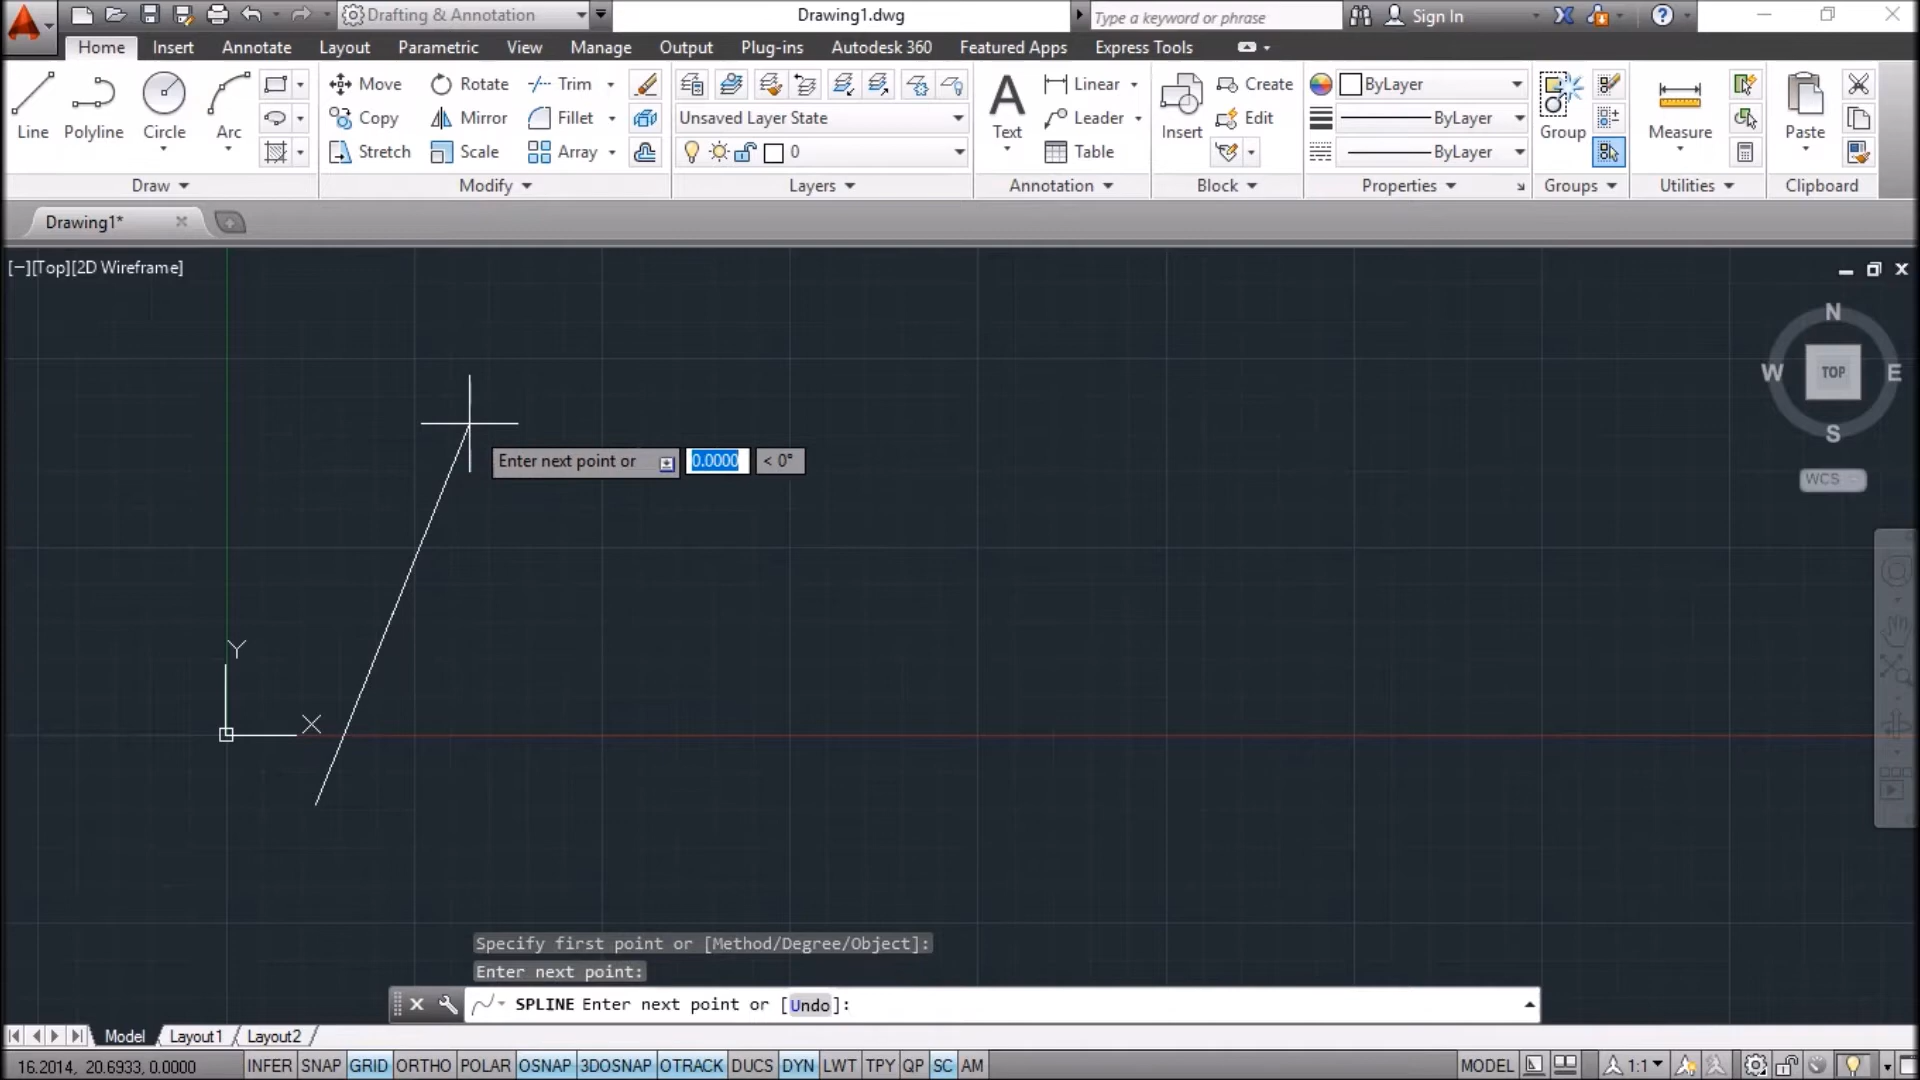 Drafting & Annotation
Drawing1.dwg
Type a keyword or phrase
Sign In
Home Insert Annotate Layout Parametric View Manage Output Plug-ins Autodesk 360 Featured Apps Express Tools
Line Polyline Circle Arc
Move Rotate Trim
Copy Mirror Fillet
Stretch Scale Array
Unsaved Layer State
0
A
Text
Linear
Leader
Table
Insert
Create
Edit
ByLayer
ByLayer
ByLayer
Group
Measure
Paste
Draw Modify Layers Annotation Block Properties Groups Utilities Clipboard
Drawing1*
[−][Top][2D Wireframe]
N
W TOP E
S
WCS
Enter next point or 0.0000 < 0°
Y
X
Specify first point or [Method/Degree/Object]:
Enter next point:
SPLINE Enter next point or [Undo]:
Model Layout1 Layout2
16.2014, 20.6933, 0.0000 INFER SNAP GRID ORTHO POLAR OSNAP 3DOSNAP OTRACK DUCS DYN LWT TPY QP SC AM MODEL 1:1